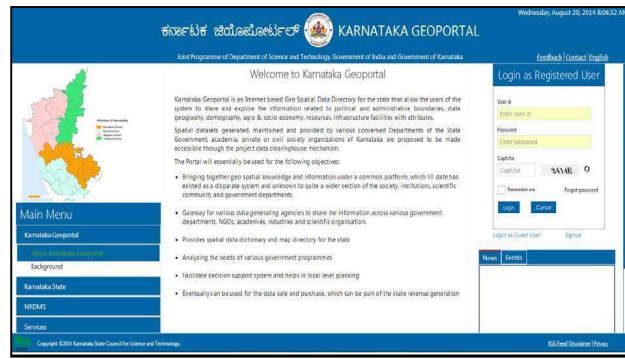 Wednesday, August 20, 2014 8:06:32 AM
ಕರ್ನಾಟಕ ಜಿಯೋಪೋರ್ಟಲ್ KARNATAKA GEOPORTAL
Joint Programme of Department of Science and Technology, Government of India and Government of Karnataka
Feedback | Contact | English
Welcome to Karnataka Geoportal
Karnataka Geoportal is an Internet based Geo Spatial Data Directory for the state that allow the users of the
system to share and explore the information related to political and administrative boundaries, state
geography, demography, agro & socio economy, resources, infrastructure facilities with attributes.
Spatial datasets generated, maintained and provided by various concerned Departments of the State
Government, academia, private or civil society organizations of Karnataka are proposed to be made
accessible through the project data clearinghouse mechanism.
The Portal will essentially be used for the following objectives:
• Bringing together geo spatial knowledge and information under a common platform, which till date has
existed as a disparate system and unknown to quite a wider section of the society, institutions, scientific
community and government departments.
• Gateway for various data generating agencies to share the information across various government
departments, NGOs, academies, industries and scientific organisation.
• Provides spatial data dictionary and map directory for the state
• Analysing the needs of various government programmes
• Facilitate decision support system and helps in local level planning
• Eventually can be used for the data sale and purchase, which can be part of the state revenue generation
Main Menu
Karnataka Geoportal
About Karnataka Geoportal
Background
Karnataka State
NRDMS
Services
Login as Registered User
User id
Enter user id
Password
Enter password
Captcha
Captcha
Remember me Forgot password
Login Cancel
Login as Guest User Signup
News Events
Copyright ©2001 Karnataka State Council for Science and Technology.
RSS Feed | Disclaimer | Privacy